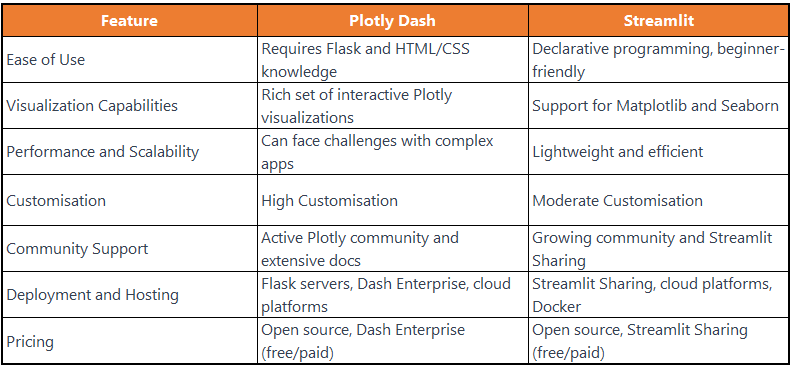 Feature Plotly Dash Streamlit
Ease of Use
Requires Flask and HTML/CSS
knowledge
Declarative programming, beginner-
friendly
Visualization Capabilities
Rich set of interactive Plotly
visualizations
Support for Matplotlib and Seaborn
Performance and Scalability
Can face challenges with complex
apps
Lightweight and efficient
Customisation
High Customisation
Moderate Customisation
Community Support
Active Plotly community and
extensive docs
Growing community and Streamlit
Sharing
Deployment and Hosting
Flask servers, Dash Enterprise, cloud
platforms
Streamlit Sharing, cloud platforms,
Docker
Pricing
Open source, Dash Enterprise
(free/paid)
Open source, Streamlit Sharing
(free/paid)